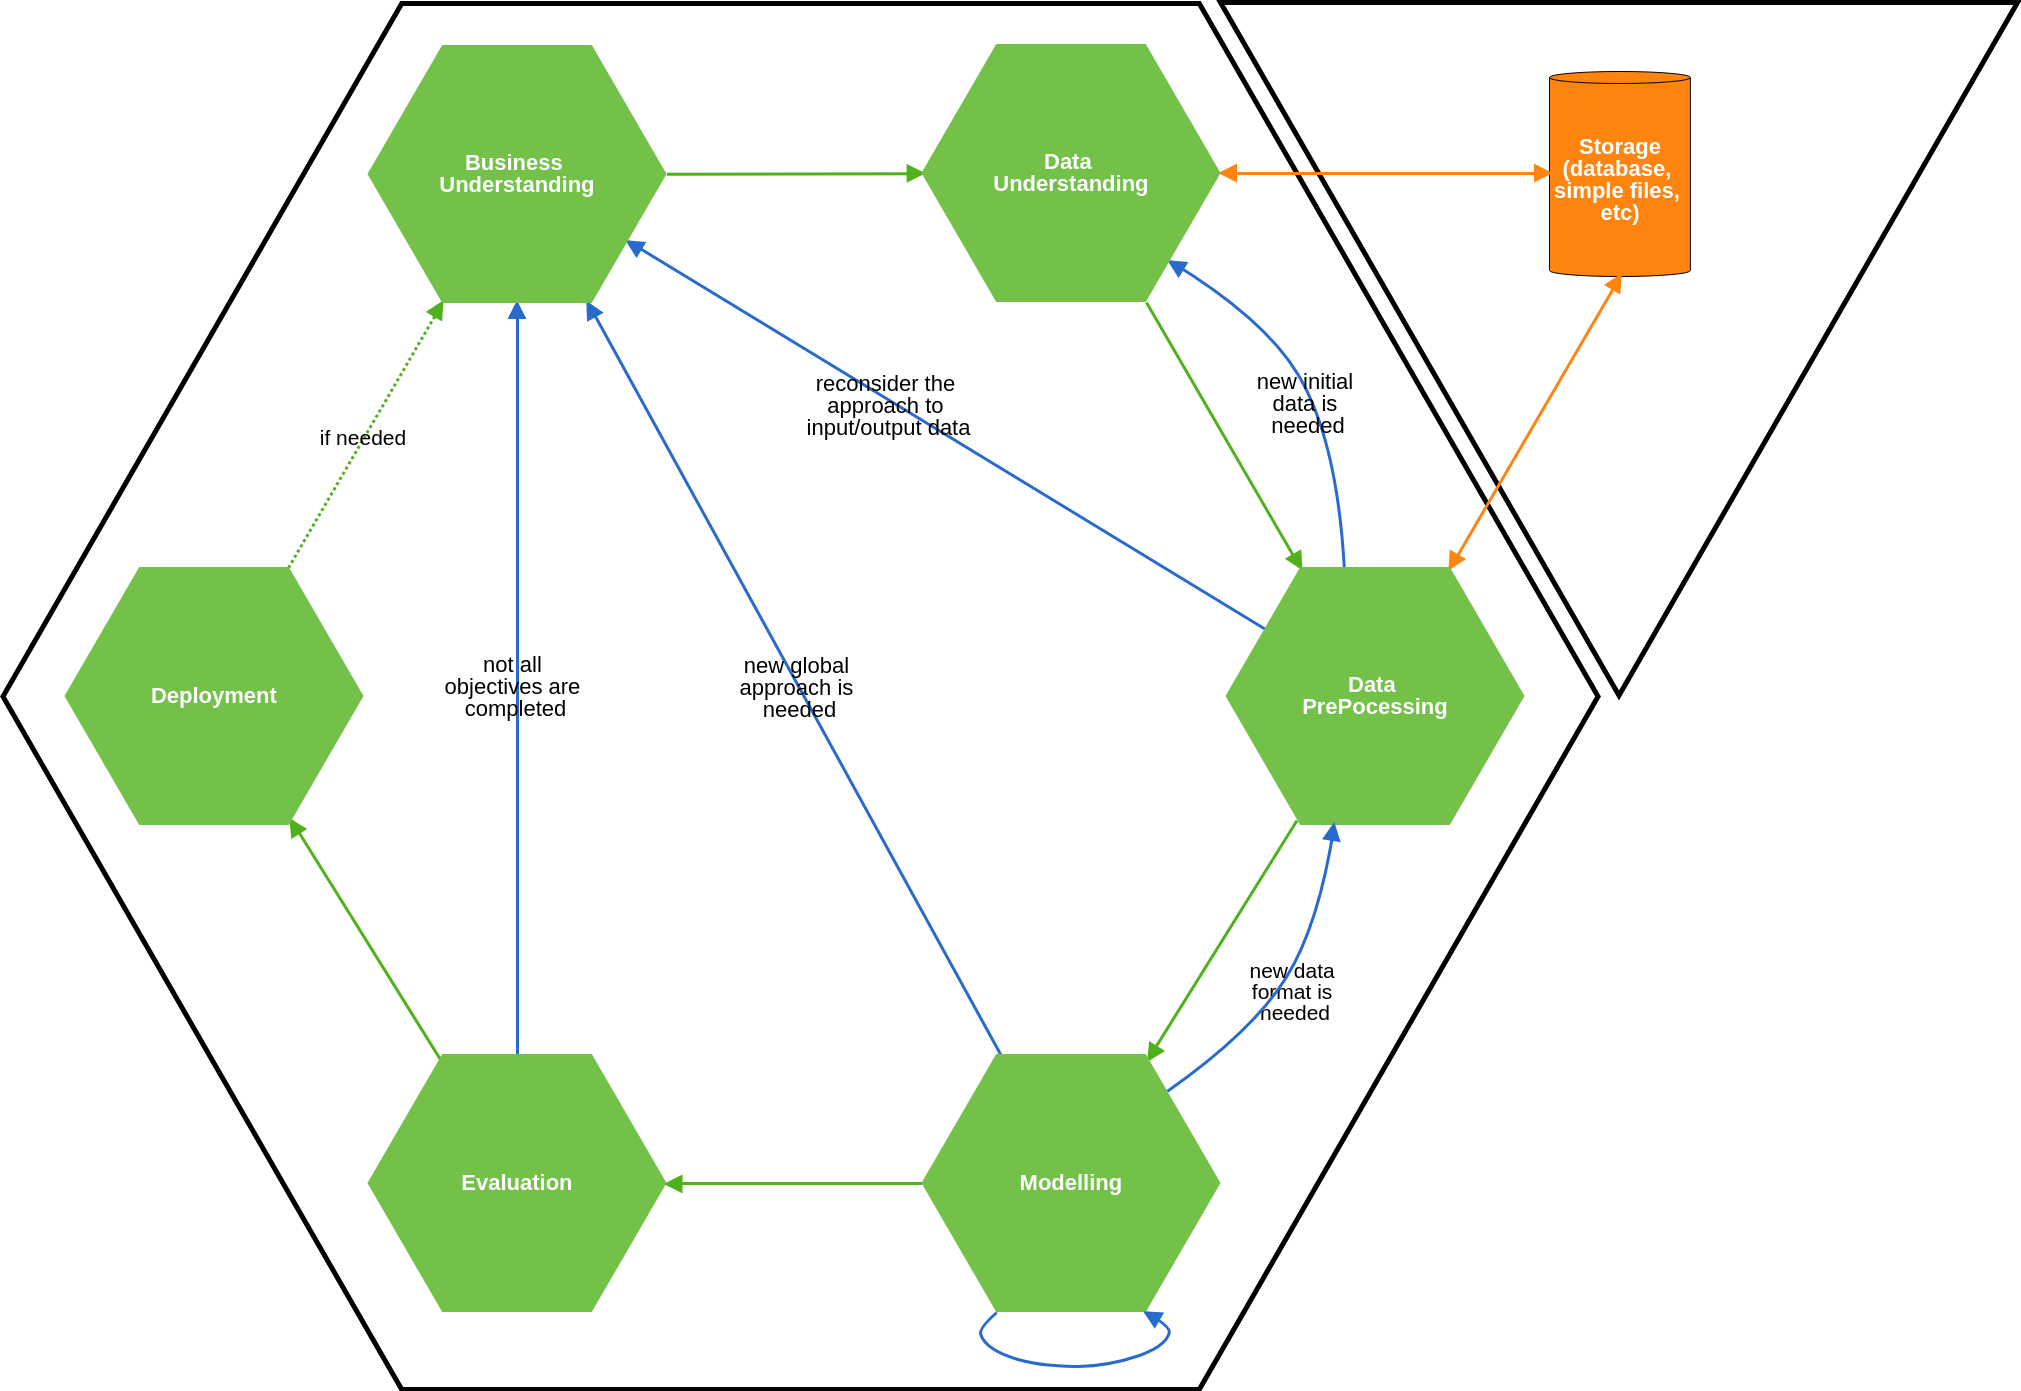 Business
Understanding
Data
Understanding
Storage
(database,
simple files,
etc)
reconsider the
approach to
input/output data
new initial
data is
needed
if needed
Deployment
not all
objectives are
completed
new global
approach is
needed
Data
PrePocessing
new data
format is
needed
Evaluation
Modelling